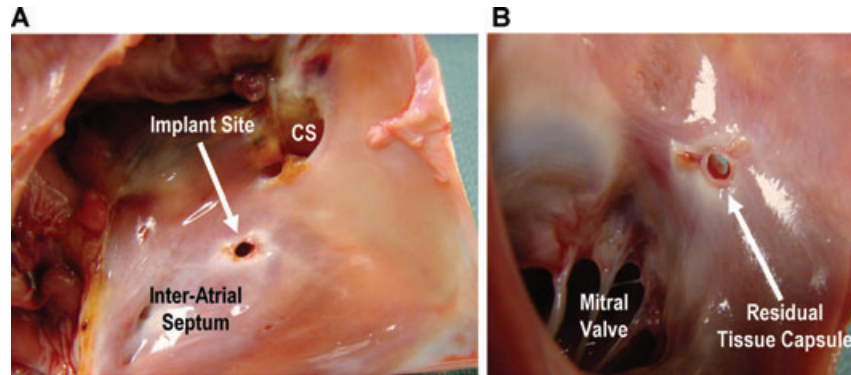 A
Implant Site
CS
Inter-Atrial
Septum
B
Mitral
Valve
Residual
Tissue Capsule